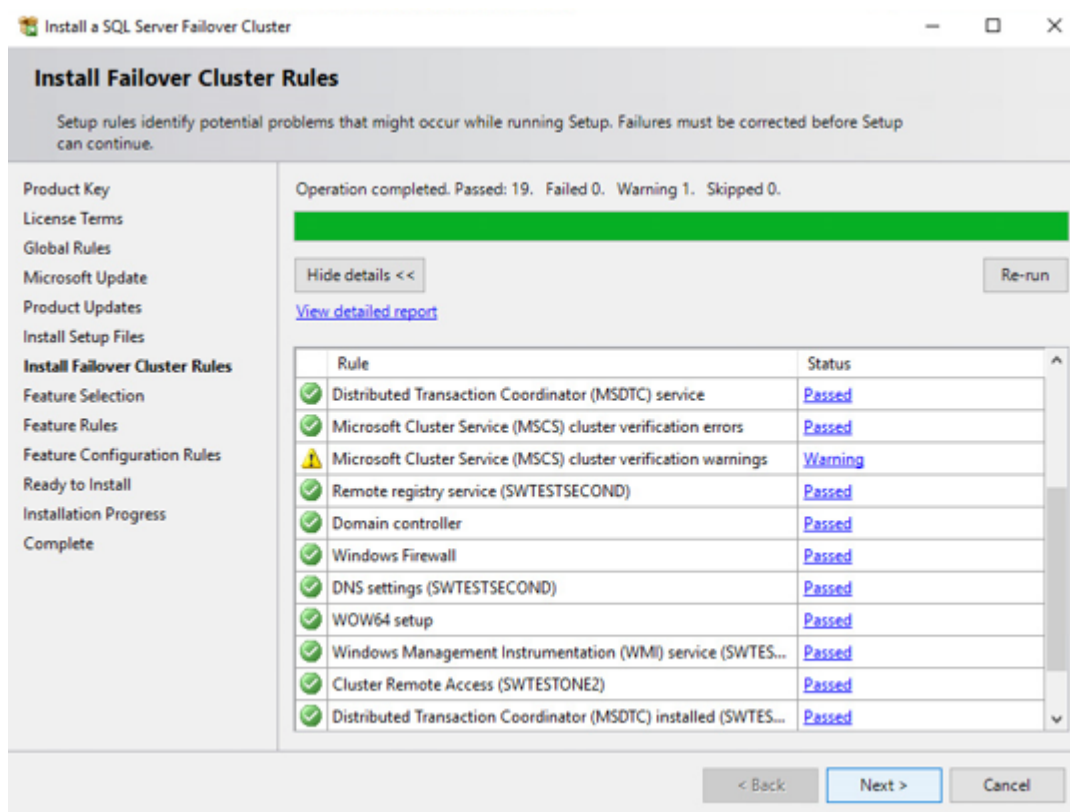 Install a SQL Server Failover Cluster
Install Failover Cluster Rules
Setup rules identify potential problems that might occur while running Setup. Failures must be corrected before Setup
can continue.
Product Key
License Terms
Global Rules
Microsoft Update
Product Updates
Install Setup Files
Install Failover Cluster Rules
Feature Selection
Feature Rules
Feature Configuration Rules
Ready to Install
Installation Progress
Complete
Operation completed. Passed: 19. Failed 0. Warning 1. Skipped 0.
Hide details <<
Re-run
View detailed report
Rule Status
Distributed Transaction Coordinator (MSDTC) service Passed
Microsoft Cluster Service (MSCS) cluster verification errors Passed
Microsoft Cluster Service (MSCS) cluster verification warnings Warning
Remote registry service (SWTESTSECOND) Passed
Domain controller Passed
Windows Firewall Passed
DNS settings (SWTESTSECOND) Passed
WOW64 setup Passed
Windows Management Instrumentation (WMI) service (SWTES... Passed
Cluster Remote Access (SWTESTONE2) Passed
Distributed Transaction Coordinator (MSDTC) installed (SWTES... Passed
< Back Next > Cancel